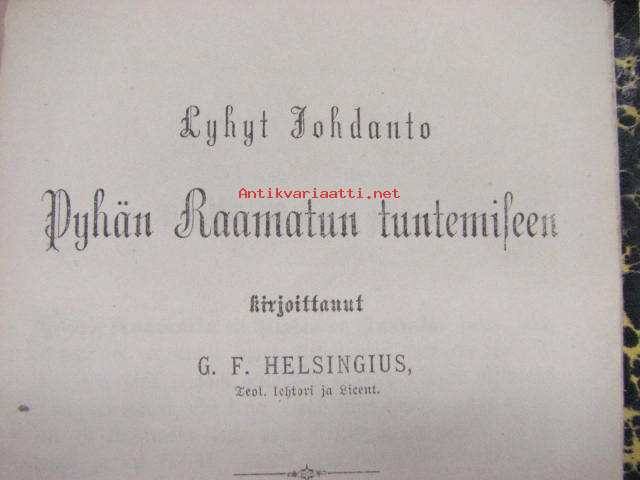 Lyhyt Johdanto
Antikvariaatti.net
Pyhän Raamatun tuntemiseen
kirjoittanut
G. F. HELSINGIUS,
Teol. lehtori ja Licent.